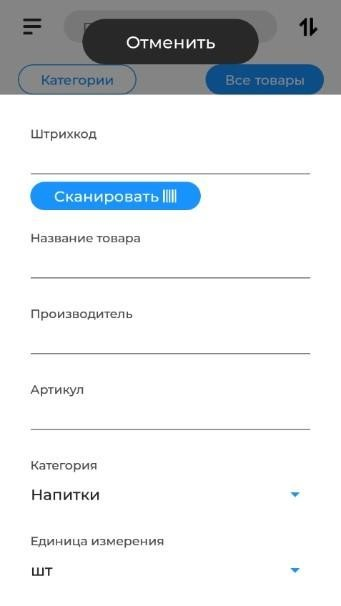 Отменить
Категории
Все товары
Штрихкод
Сканировать
Название товара
Производитель
Артикул
Категория
Напитки
Единица измерения
шт